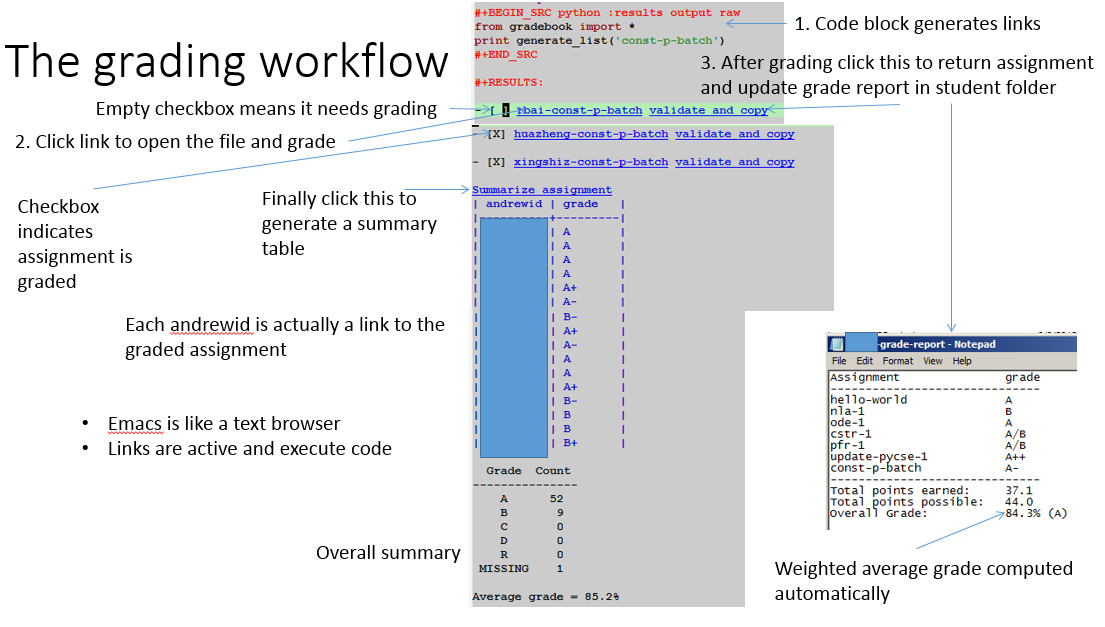 The grading workflow
#+BEGIN_SRC python :results output raw
from gradebook import *
print generate_list('const-p-batch')
#+END_SRC
#+RESULTS:
1. Code block generates links
3. After grading click this to return assignment
and update grade report in student folder
Empty checkbox means it needs grading
2. Click link to open the file and grade
- [ ] pbai-const-p-batch validate and copy
- [X] huazheng-const-p-batch validate and copy
- [X] xingshiz-const-p-batch validate and copy
Checkbox
indicates
assignment is
graded
Finally click this to
generate a summary
table
Summarize assignment
| andrewid | grade |
|----------+---------|
| A |
| A |
| A |
| A |
| A+ |
| A- |
| B- |
| A+ |
| A- |
| A |
| A |
| A+ |
| B- |
| B |
| B |
| B+ |
Each andrewid is actually a link to the
graded assignment
• Emacs is like a text browser
• Links are active and execute code
Grade Count
---------------
A 52
B 9
C 0
D 0
R 0
MISSING 1
Average grade = 85.2%
Overall summary
-grade-report - Notepad
File Edit Format View Help
Assignment grade
------------------------------
hello-world A
nla-1 B
ode-1 A
cstr-1 A/B
pfr-1 A/B
update-pycse-1 A++
const-p-batch A-
------------------------------
Total points earned: 37.1
Total points possible: 44.0
Overall Grade: 84.3% (A)
Weighted average grade computed
automatically